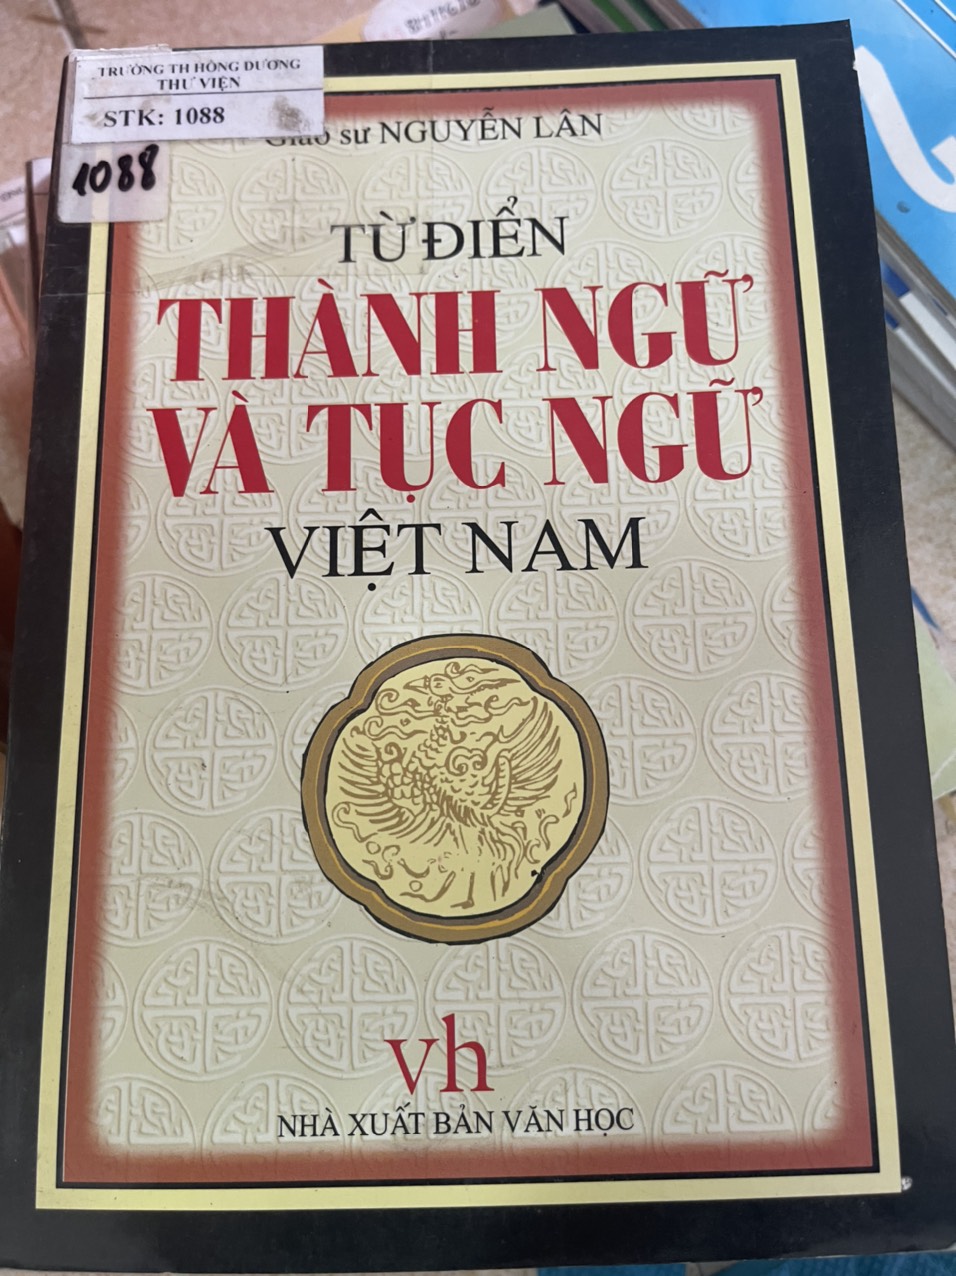 TRƯỜNG TH HỒNG DƯƠNG
THƯ VIỆN
STK: 1088
1088
Giáo sư NGUYỄN LÂN
TỪ ĐIỂN
THÀNH NGỮ
VÀ TỤC NGỮ
VIỆT NAM
vh
NHÀ XUẤT BẢN VĂN HỌC